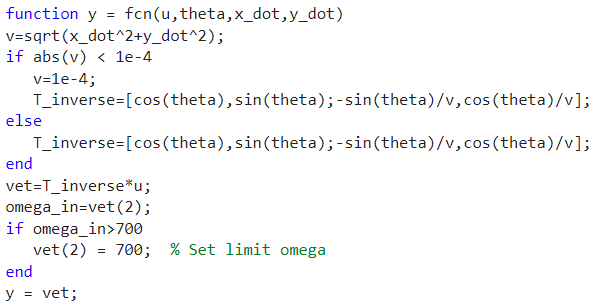 function y = fcn(u,theta,x_dot,y_dot)
v=sqrt(x_dot^2+y_dot^2);
if abs(v) < 1e-4
   v=1e-4;
   T_inverse=[cos(theta),sin(theta);-sin(theta)/v,cos(theta)/v];
else
   T_inverse=[cos(theta),sin(theta);-sin(theta)/v,cos(theta)/v];
end
vet=T_inverse*u;
omega_in=vet(2);
if omega_in>700
   vet(2) = 700;  % Set limit omega
end
y = vet;